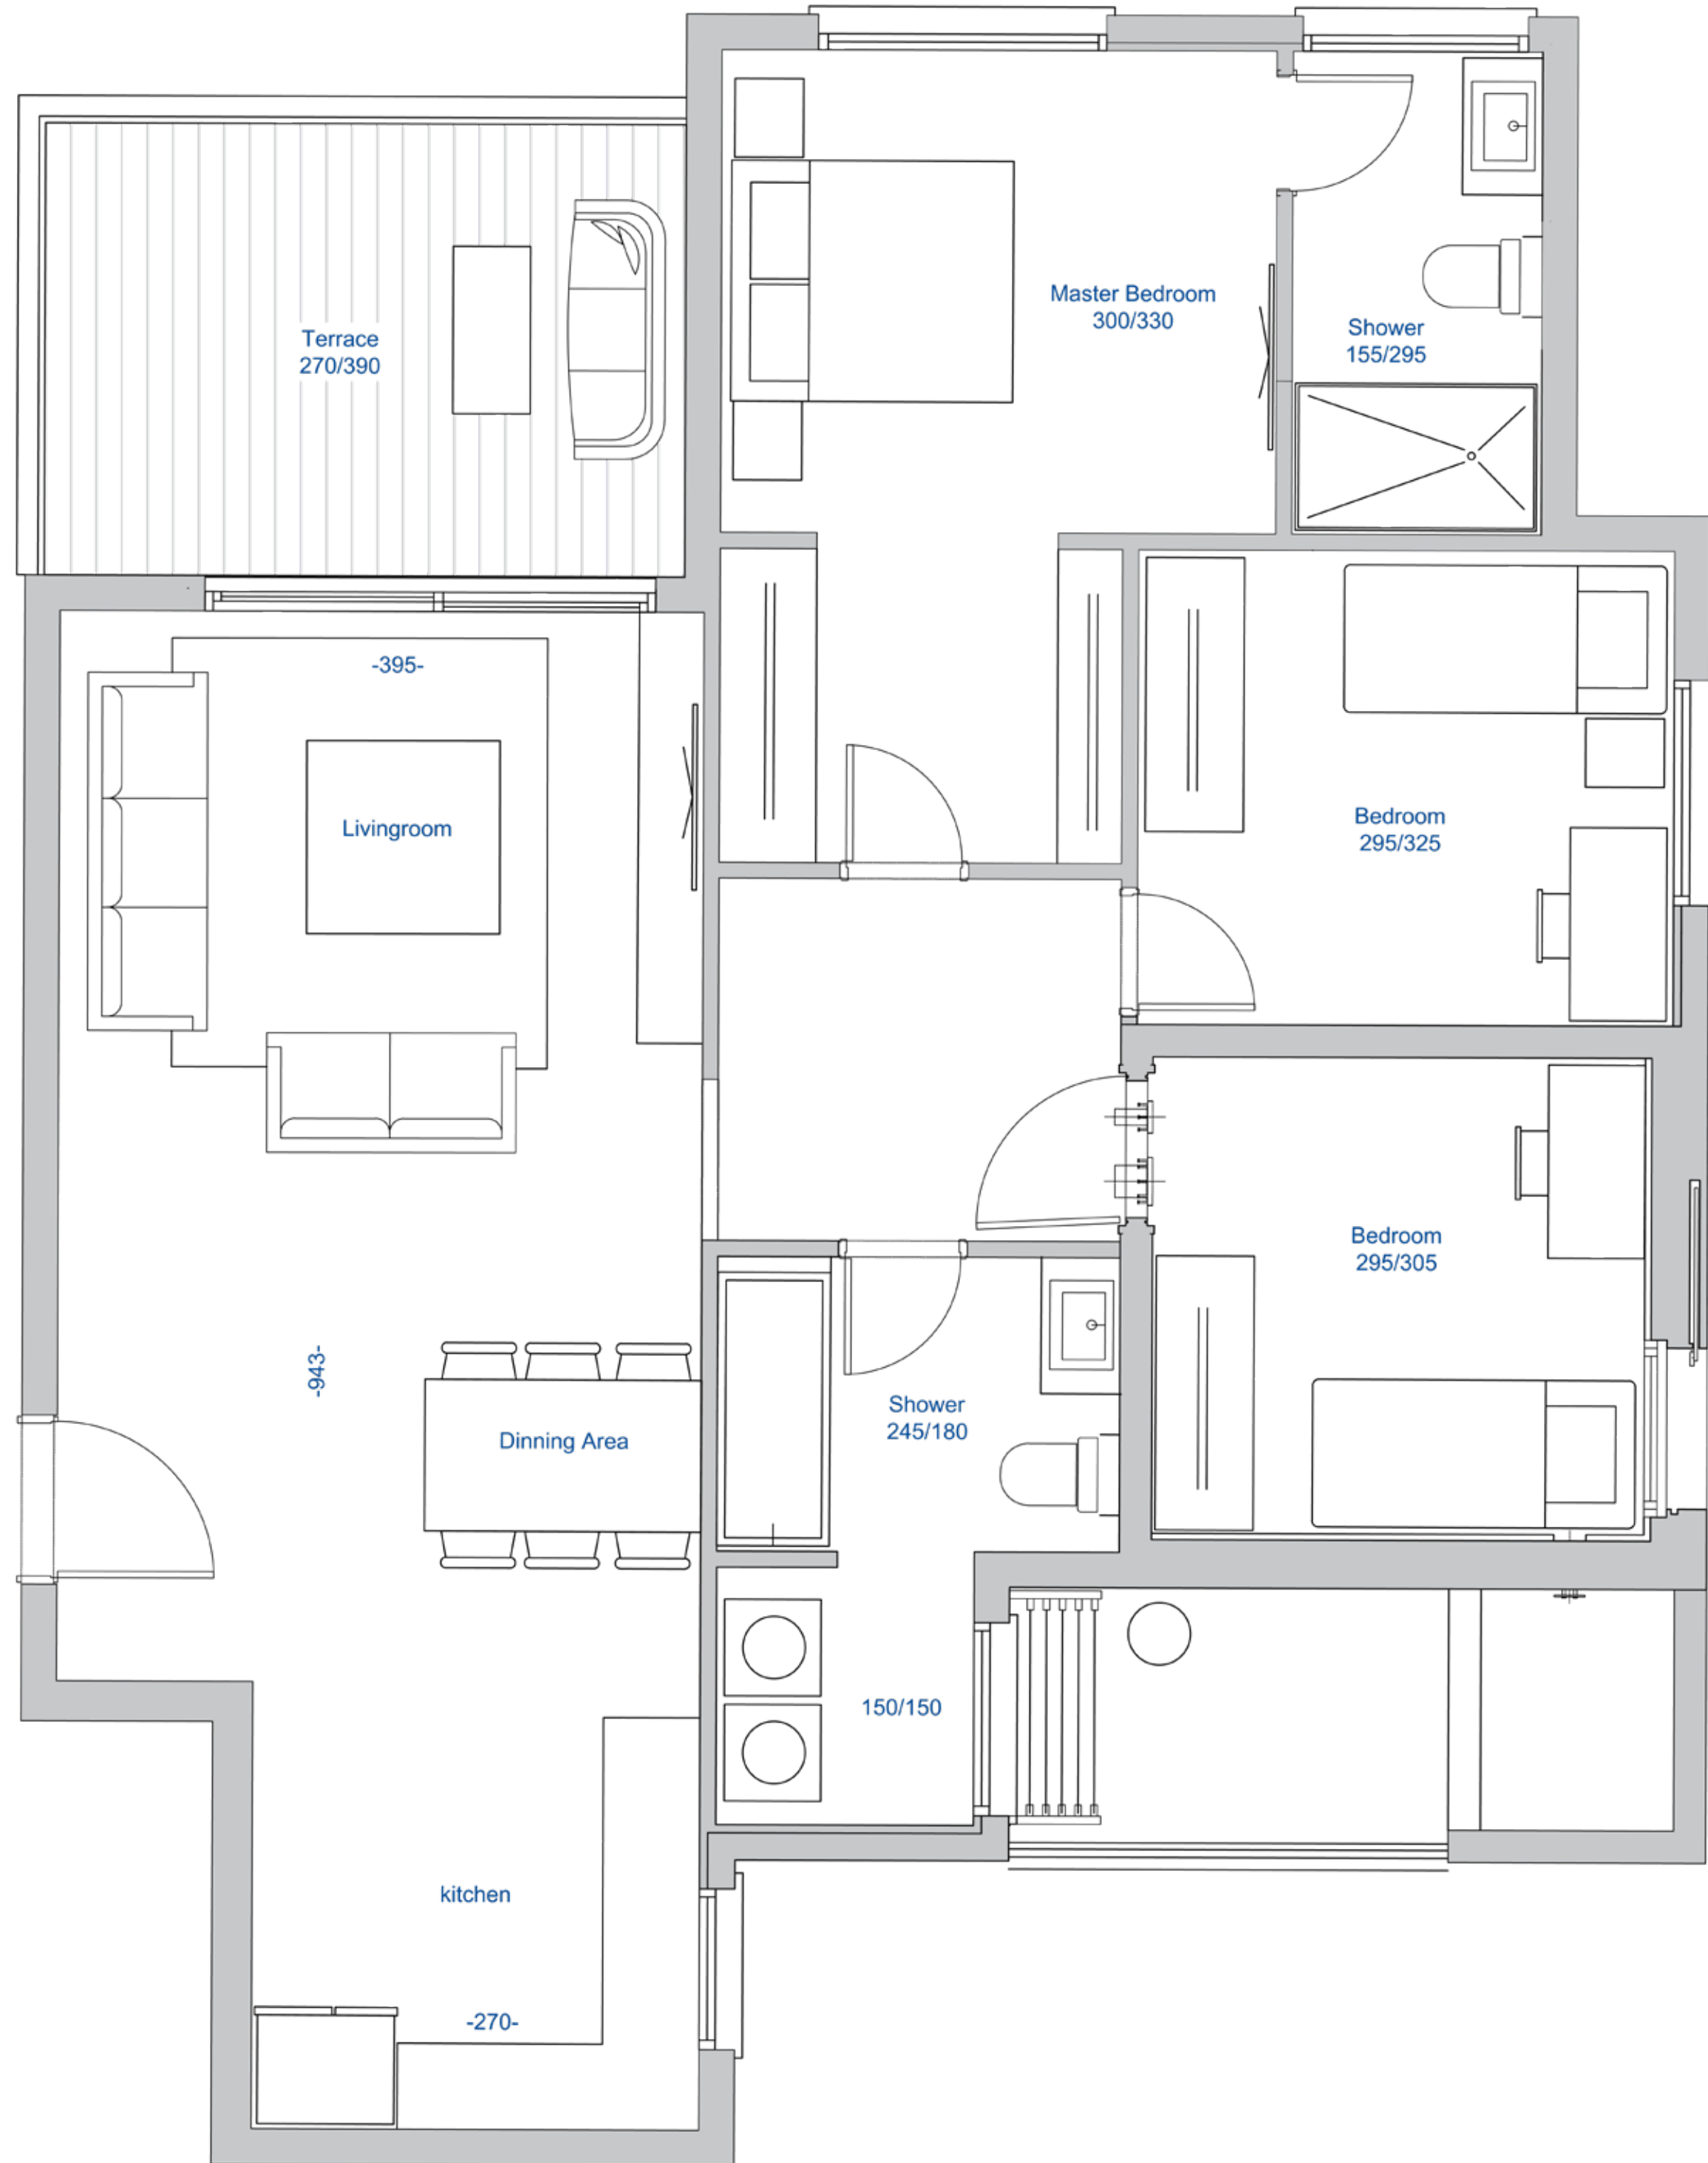 Master Bedroom
300/330
Shower
155/295
Terrace
270/390
-395-
Livingroom
Bedroom
295/325
Bedroom
295/305
-943-
Shower
245/180
Dinning Area
150/150
kitchen
-270-